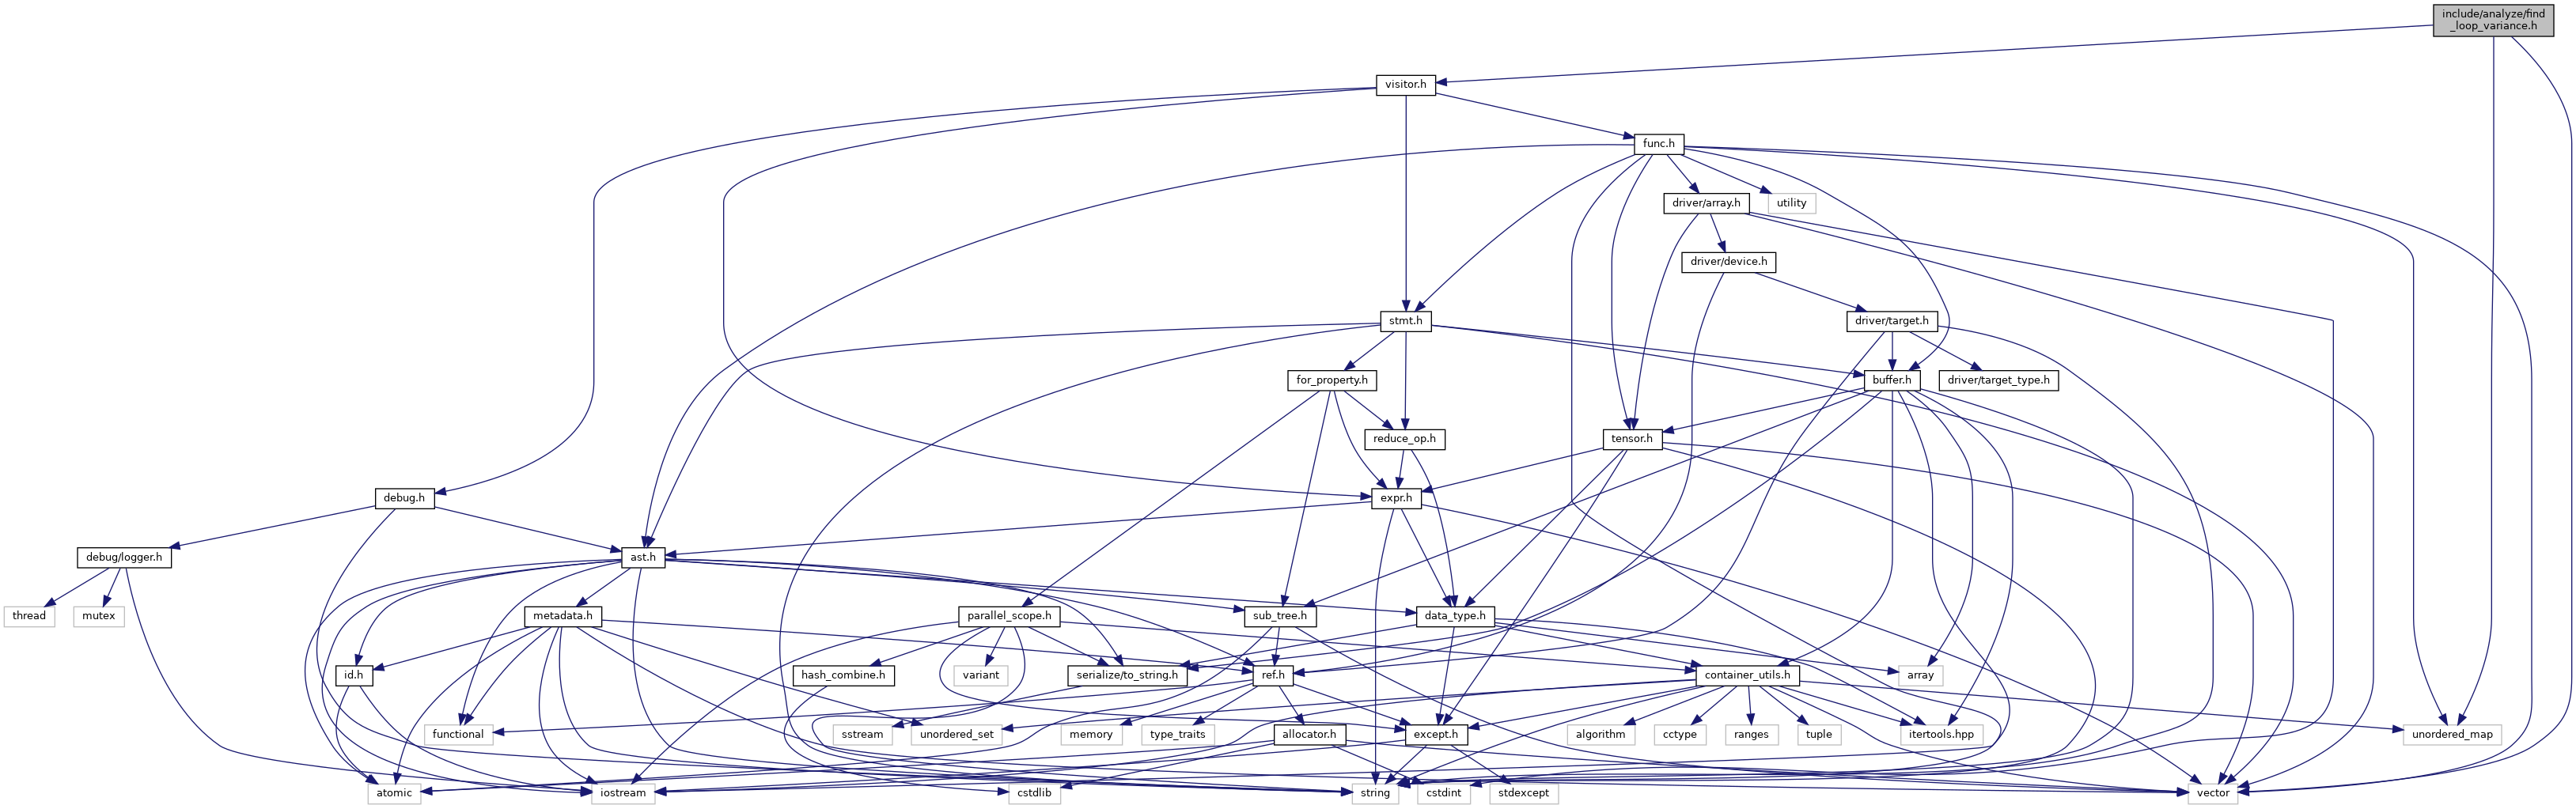 include/analyze/find
_loop_variance.h
visitor.h
func.h
driver/array.h
utility
driver/device.h
stmt.h
driver/target.h
for_property.h
buffer.h
driver/target_type.h
reduce_op.h
tensor.h
debug.h
expr.h
debug/logger.h
ast.h
thread
mutex
metadata.h
parallel_scope.h
sub_tree.h
data_type.h
id.h
hash_combine.h
variant
serialize/to_string.h
ref.h
container_utils.h
array
functional
sstream
unordered_set
memory
type_traits
allocator.h
except.h
algorithm
cctype
ranges
tuple
itertools.hpp
unordered_map
atomic
iostream
cstdlib
string
cstdint
stdexcept
vector